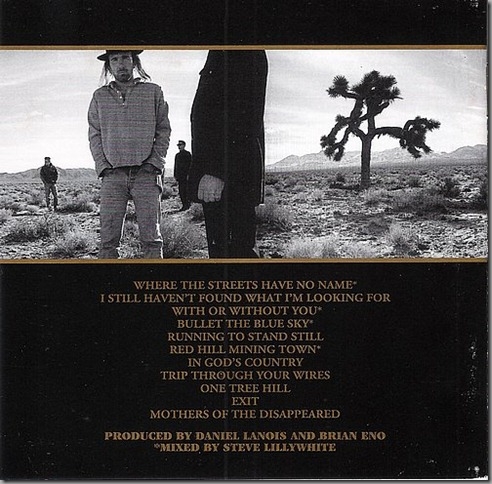 WHERE THE STREETS HAVE NO NAME*
I STILL HAVEN'T FOUND WHAT I'M LOOKING FOR
WITH OR WITHOUT YOU*
BULLET THE BLUE SKY*
RUNNING TO STAND STILL
RED HILL MINING TOWN*
IN GOD'S COUNTRY
TRIP THROUGH YOUR WIRES
ONE TREE HILL
EXIT
MOTHERS OF THE DISAPPEARED
PRODUCED BY DANIEL LANOIS AND BRIAN ENO
*MIXED BY STEVE LILLYWHITE